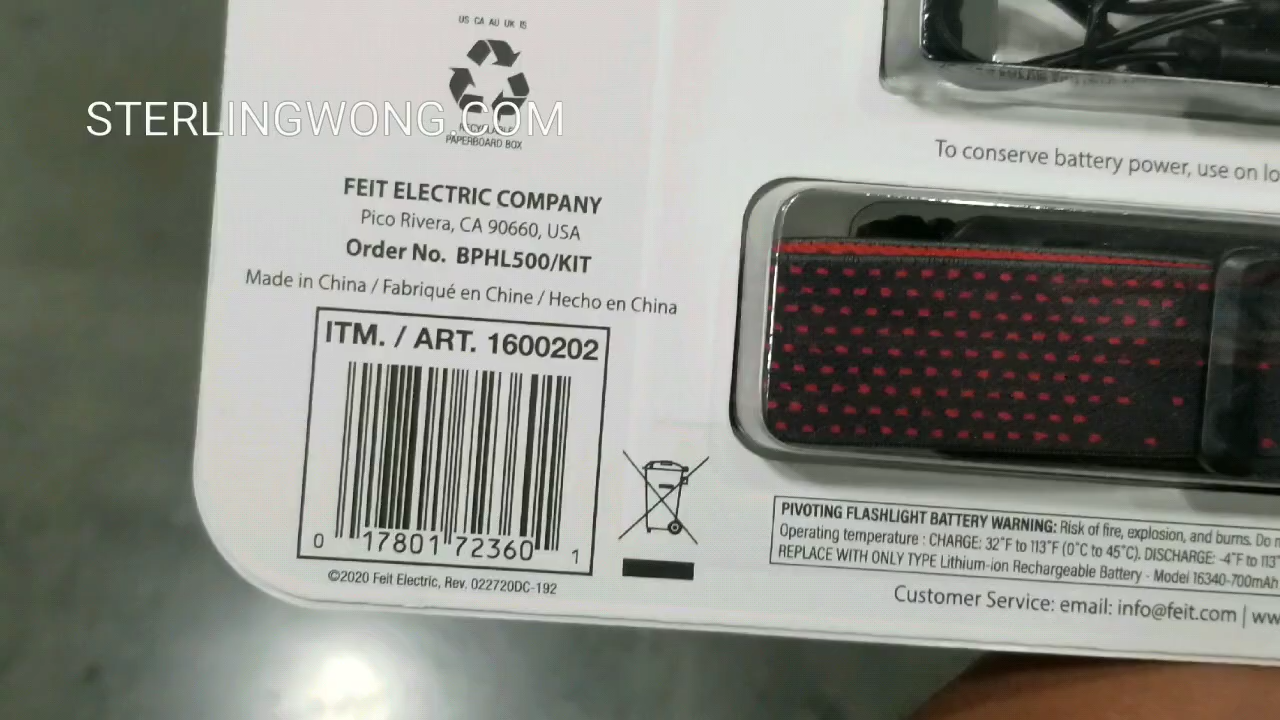 US CA AU UK IS
STERLINGWONG.COM
RECYCLABLE
PAPERBOARD BOX
FEIT ELECTRIC COMPANY
Pico Rivera, CA 90660, USA
Order No. BPHL500/KIT
Made in China / Fabriqué en Chine / Hecho en China
ITM. / ART. 1600202
0 17801 72360 1
©2020 Feit Electric, Rev. 022720DC-192
To conserve battery power, use on lo
PIVOTING FLASHLIGHT BATTERY WARNING: Risk of fire, explosion, and burns. Do n
Operating temperature : CHARGE: 32°F to 113°F (0°C to 45°C). DISCHARGE: -4°F to 113°
REPLACE WITH ONLY TYPE Lithium-ion Rechargeable Battery - Model 16340-700mAh
Customer Service: email: info@feit.com | ww